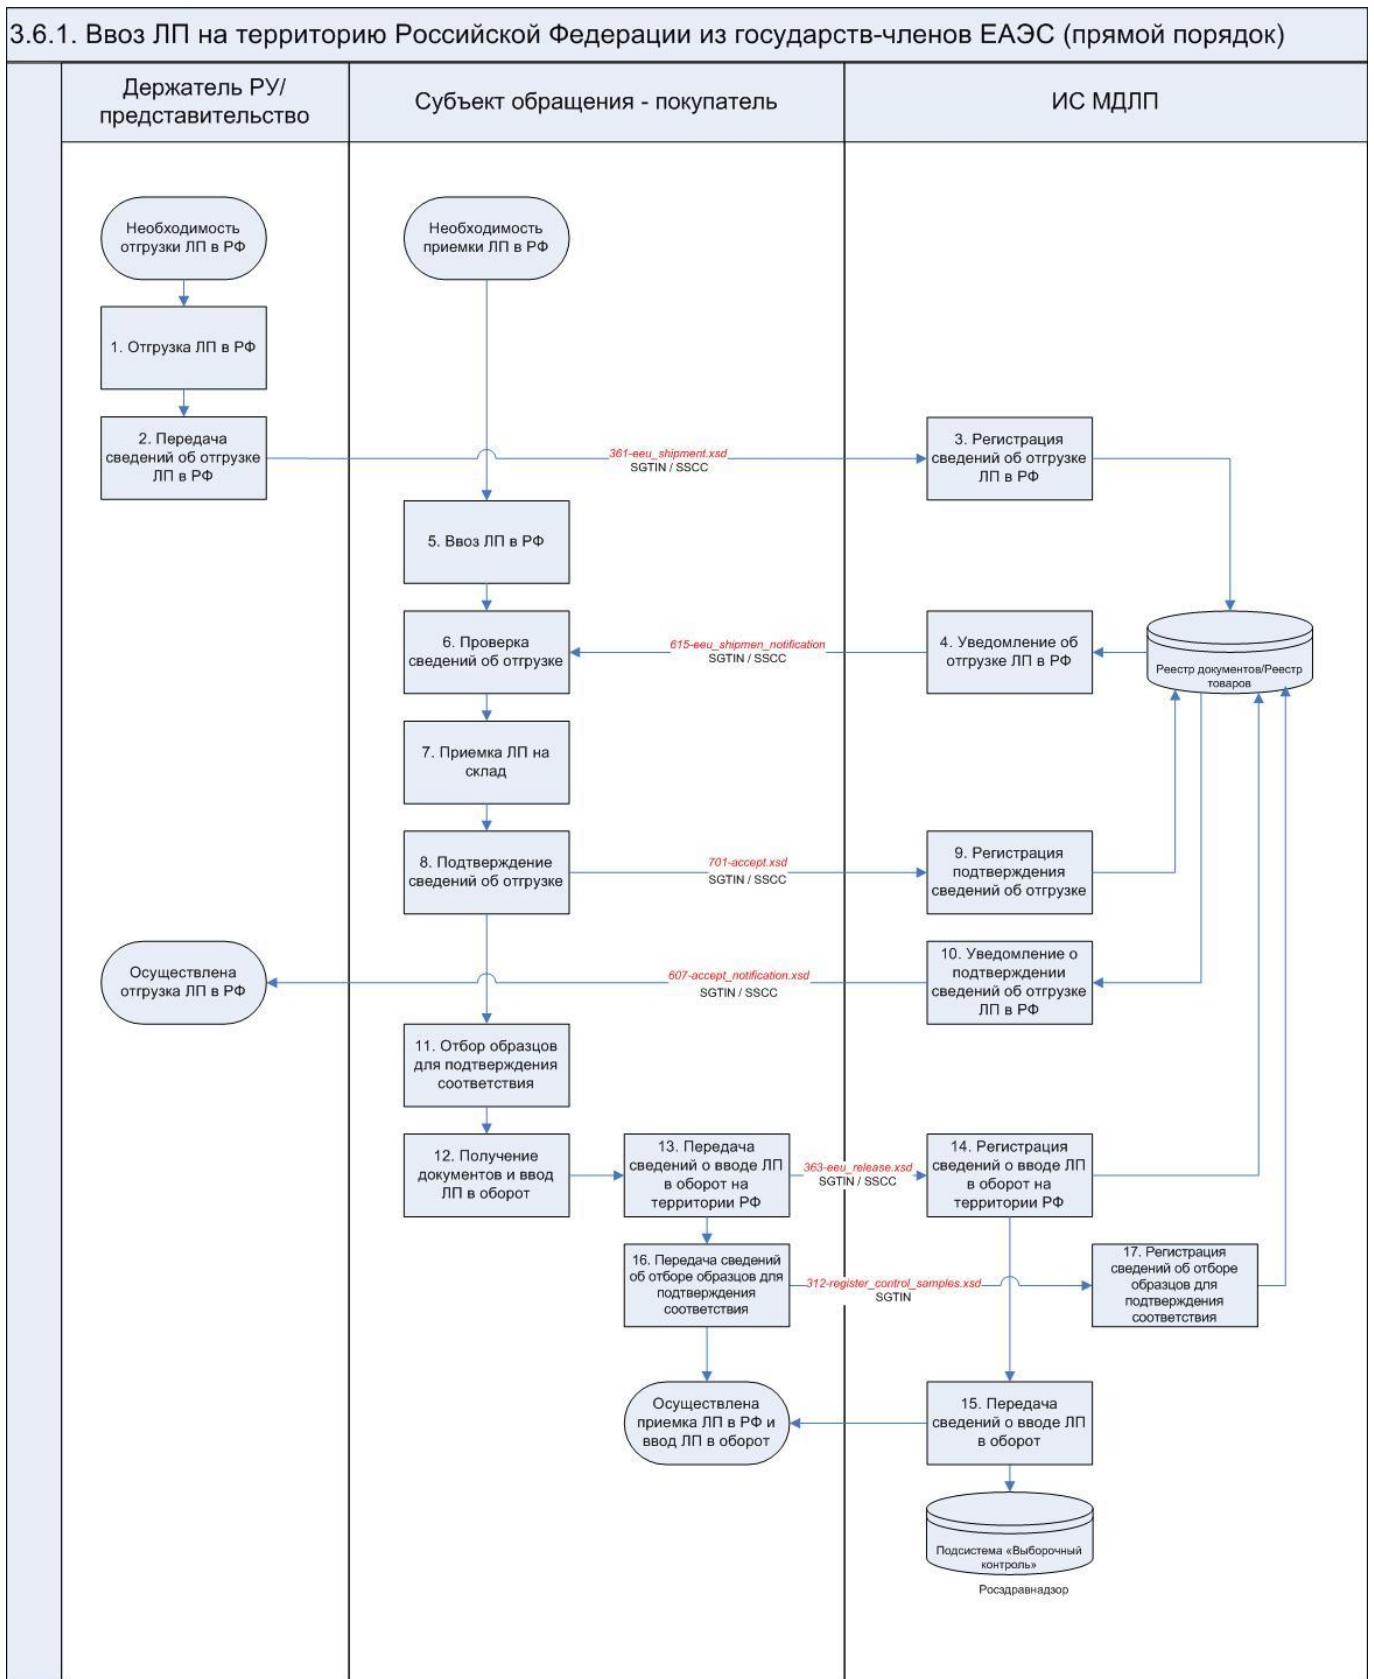 3.6.1. Ввоз ЛП на территорию Российской Федерации из государств-членов ЕАЭС (прямой порядок)
Держатель РУ/
представительство
Субъект обращения - покупатель
ИС МДЛП
Необходимость
отгрузки ЛП в РФ
Необходимость
приемки ЛП в РФ
1. Отгрузка ЛП в РФ
2. Передача
сведений об отгрузке
ЛП в РФ
361-eeu_shipment.xsd
SGTIN / SSCC
3. Регистрация
сведений об отгрузке
ЛП в РФ
5. Ввоз ЛП в РФ
6. Проверка
сведений об отгрузке
615-eeu_shipmen_notification
SGTIN / SSCC
4. Уведомление об
отгрузке ЛП в РФ
Реестр документов/Реестр
товаров
7. Приемка ЛП на
склад
8. Подтверждение
сведений об отгрузке
701-accept.xsd
SGTIN / SSCC
9. Регистрация
подтверждения
сведений об отгрузке
Осуществлена
отгрузка ЛП в РФ
607-accept_notification.xsd
SGTIN / SSCC
10. Уведомление о
подтверждении
сведений об отгрузке
ЛП в РФ
11. Отбор образцов
для подтверждения
соответствия
12. Получение
документов и ввод
ЛП в оборот
13. Передача
сведений о вводе ЛП
в оборот на
территории РФ
363-eeu_release.xsd
SGTIN / SSCC
14. Регистрация
сведений о вводе ЛП
в оборот на
территории РФ
16. Передача сведений
об отборе образцов для
подтверждения
соответствия
312-register_control_samples.xsd
SGTIN
17. Регистрация
сведений об отборе
образцов для
подтверждения
соответствия
Осуществлена
приемка ЛП в РФ и
ввод ЛП в оборот
15. Передача
сведений о вводе ЛП
в оборот
Подсистема «Выборочный
контроль»
Росздравнадзор